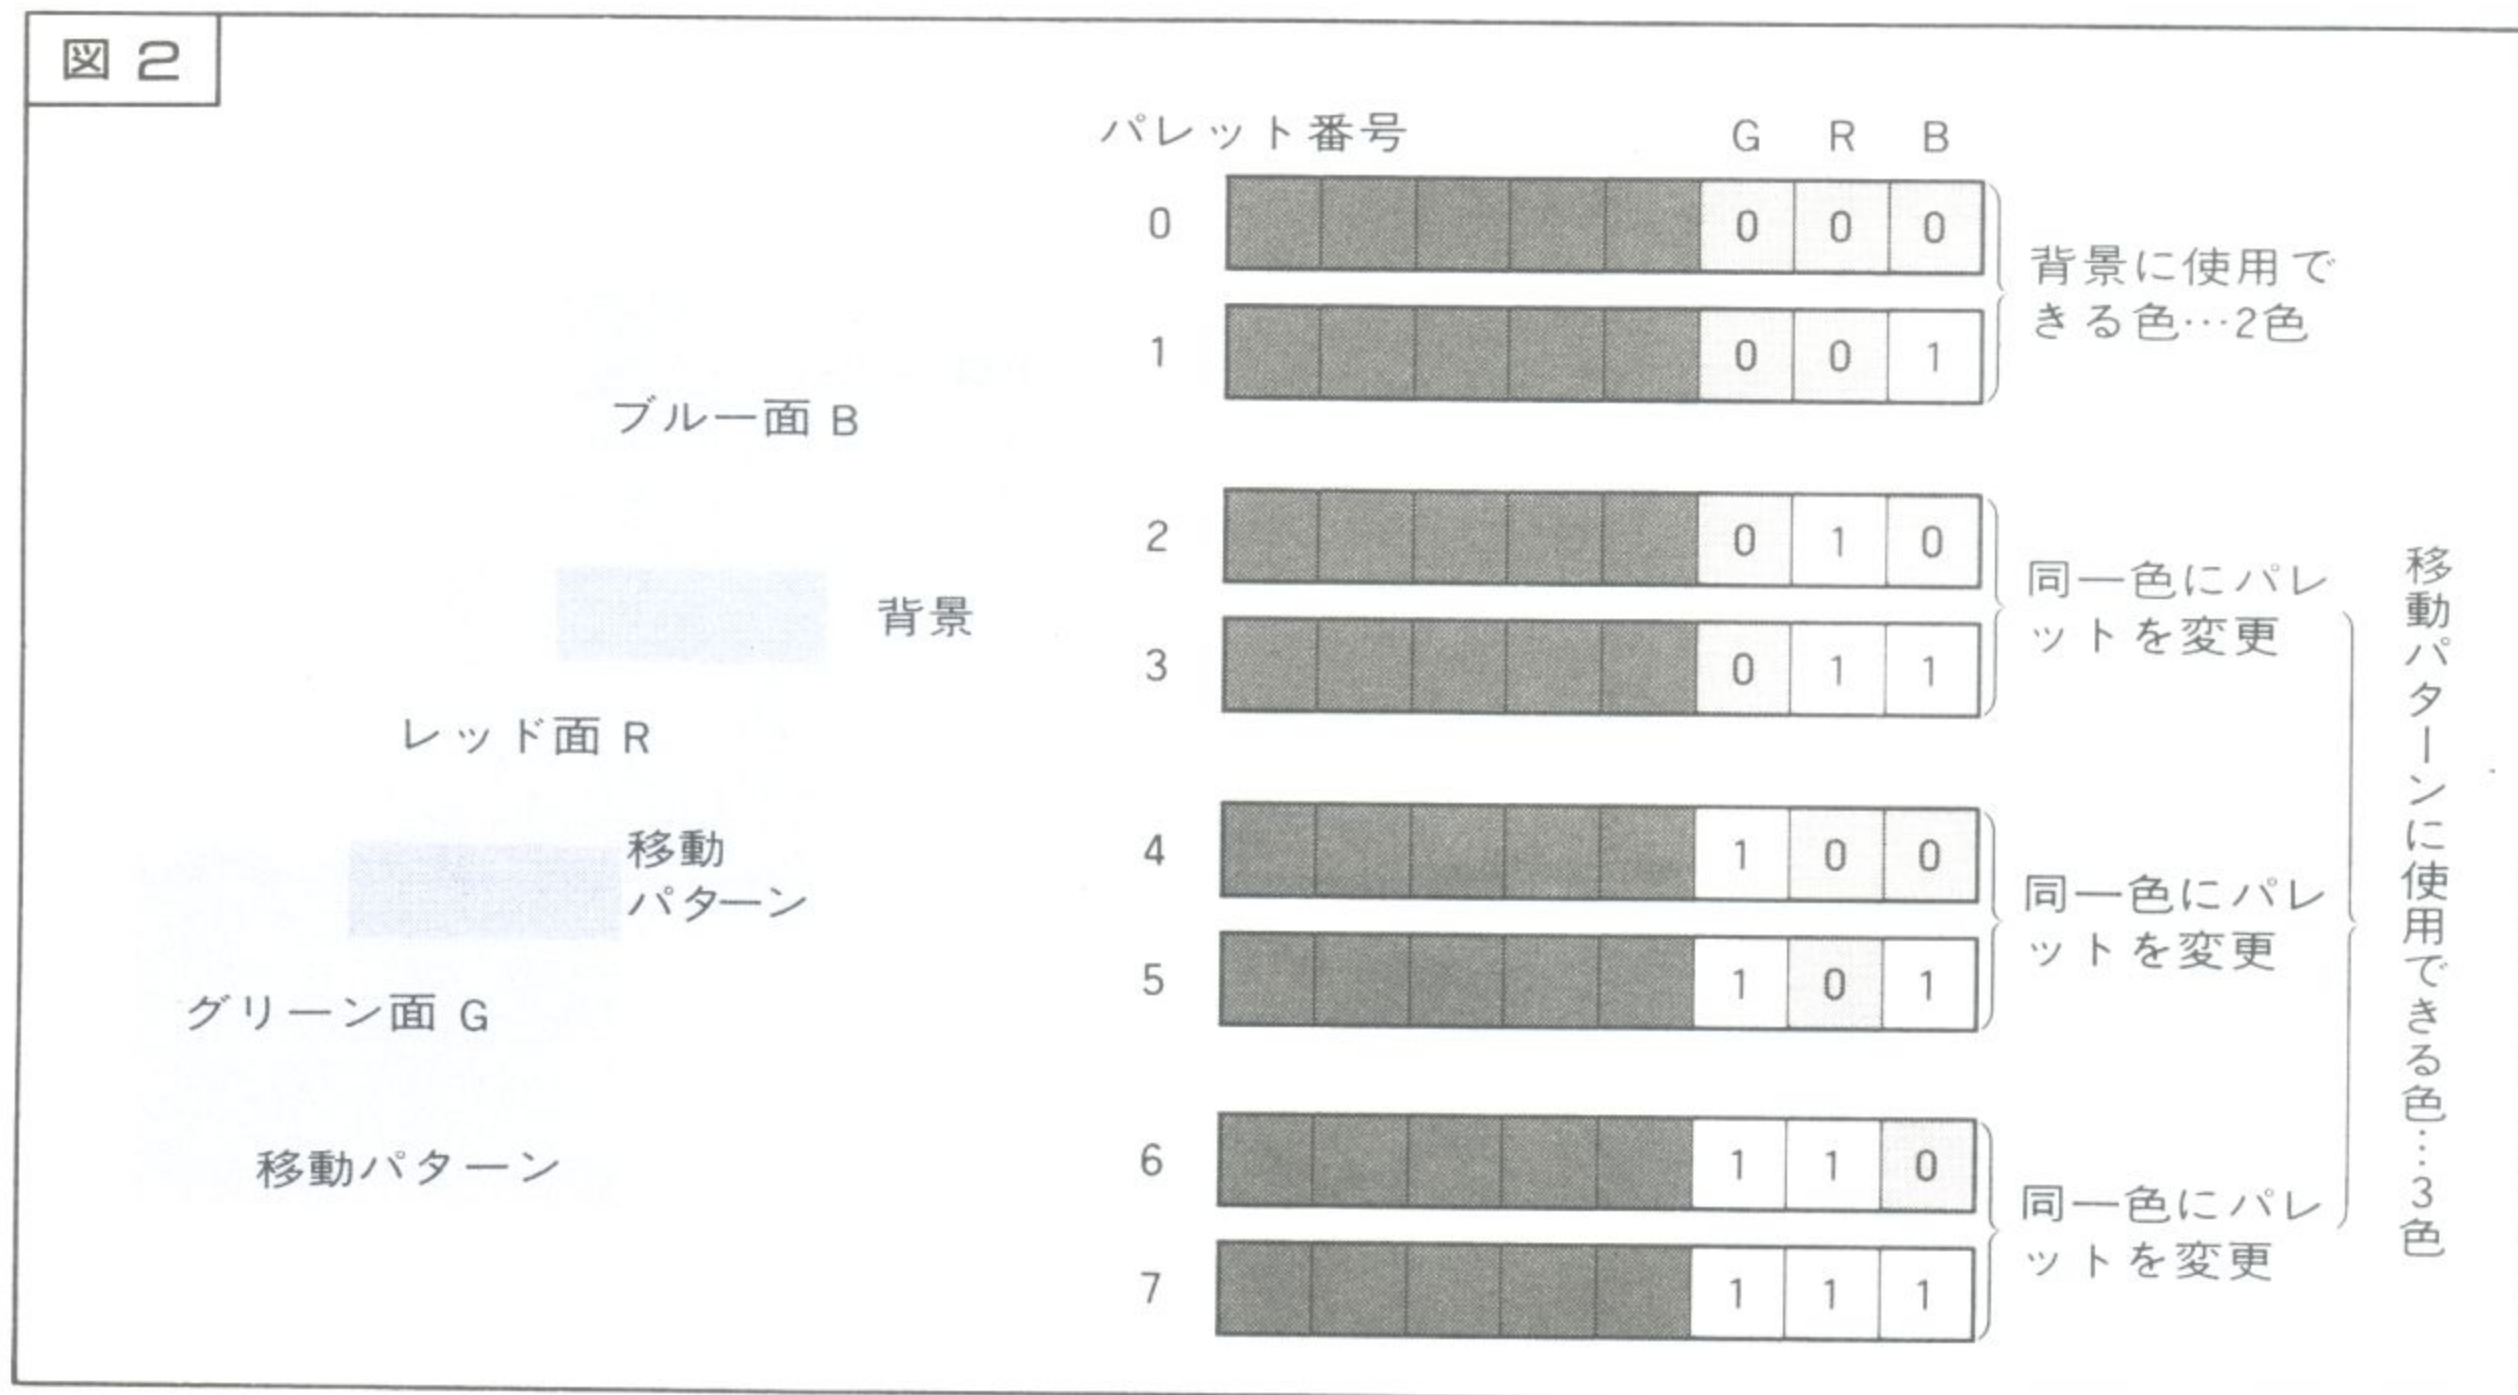 図 2
パレット番号 G R B
0 0 0 0
1 0 0 1
背景に使用で
きる色…2色
2 0 1 0
3 0 1 1
同一色にパレ
ットを変更
4 1 0 0
5 1 0 1
同一色にパレ
ットを変更
6 1 1 0
7 1 1 1
同一色にパレ
ットを変更
移動パターンに使用できる色…3色
ブルー面 B
背景
レッド面 R
移動
パターン
グリーン面 G
移動パターン